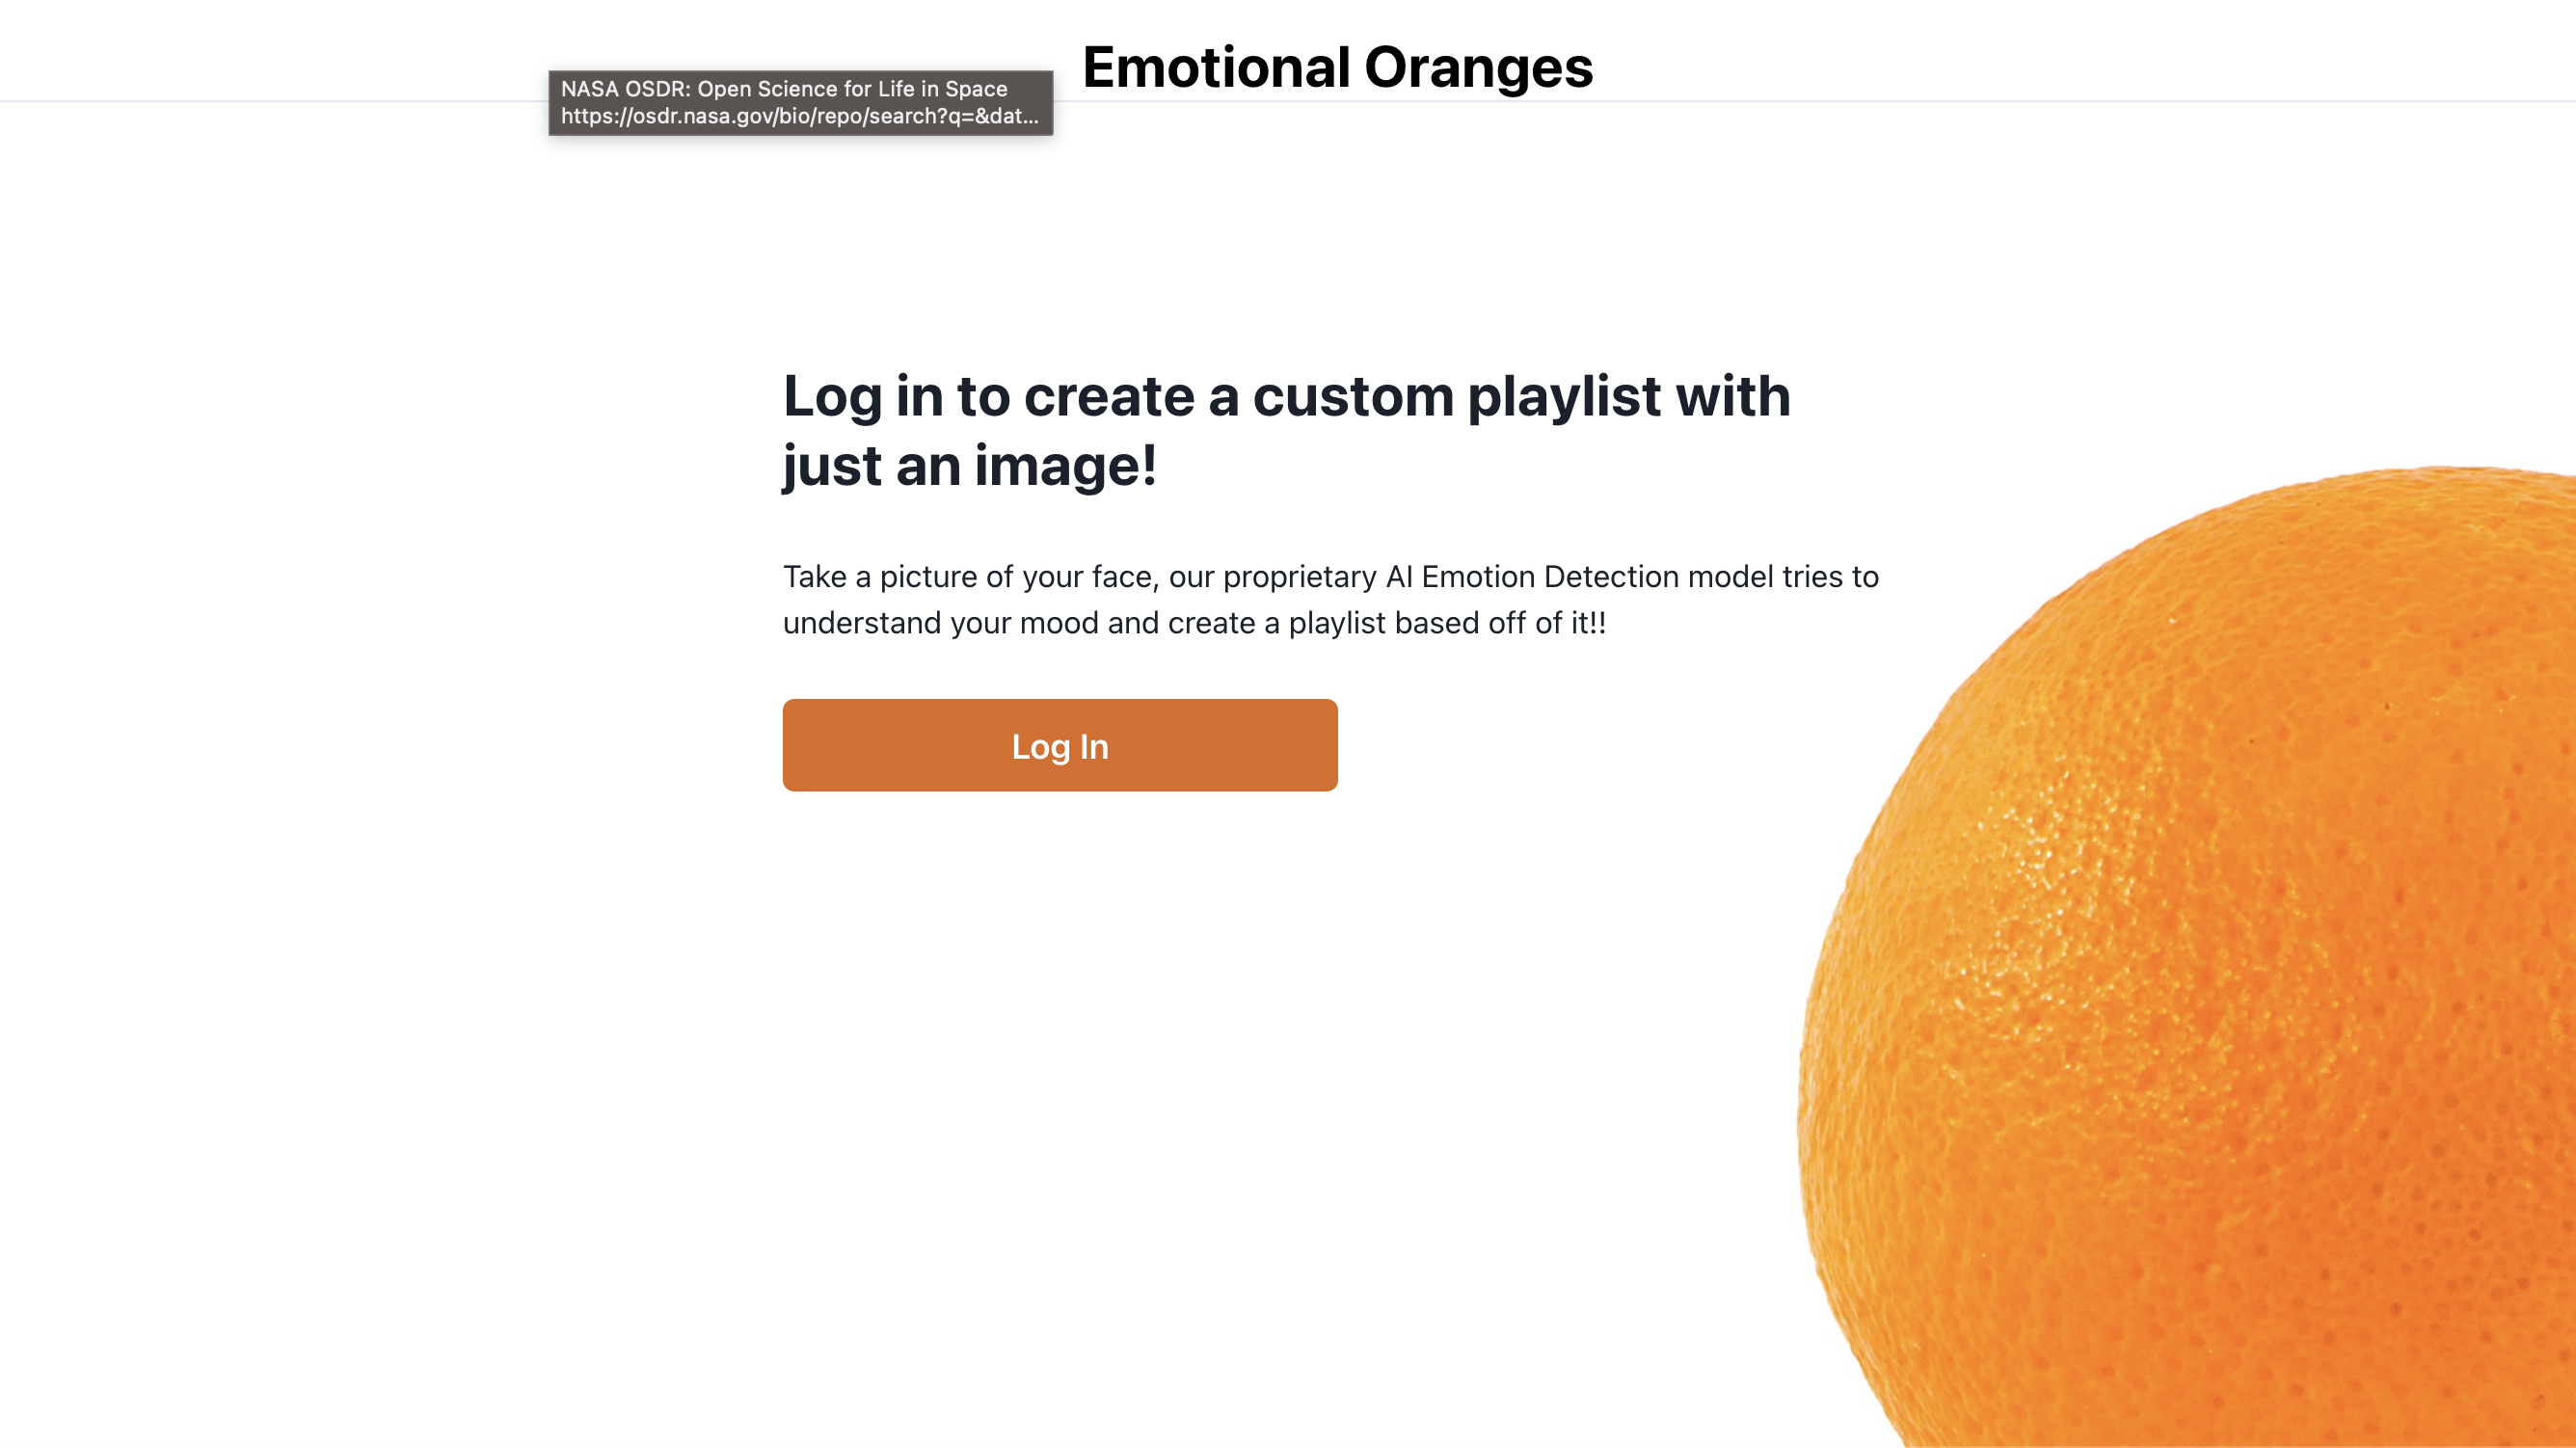 Emotional Oranges
NASA OSDR: Open Science for Life in Space
https://osdr.nasa.gov/bio/repo/search?q=&dat...
Log in to create a custom playlist with
just an image!
Take a picture of your face, our proprietary AI Emotion Detection model tries to
understand your mood and create a playlist based off of it!!
Log In